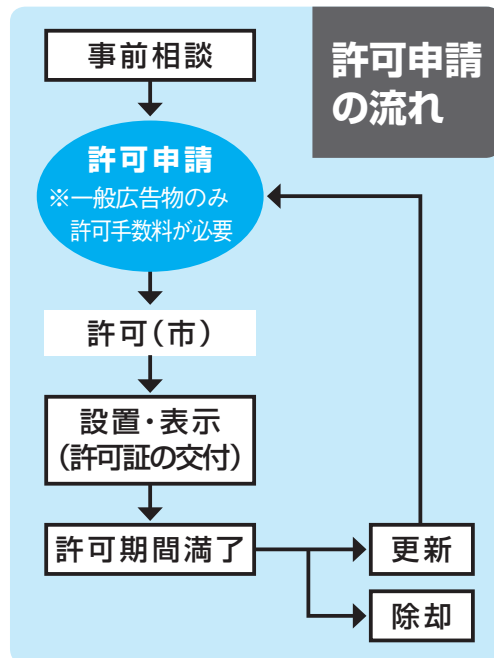 許可申請
の流れ
事前相談
許可申請
※一般広告物のみ
許可手数料が必要
許可(市)
設置・表示
(許可証の交付)
許可期間満了
更新
除却